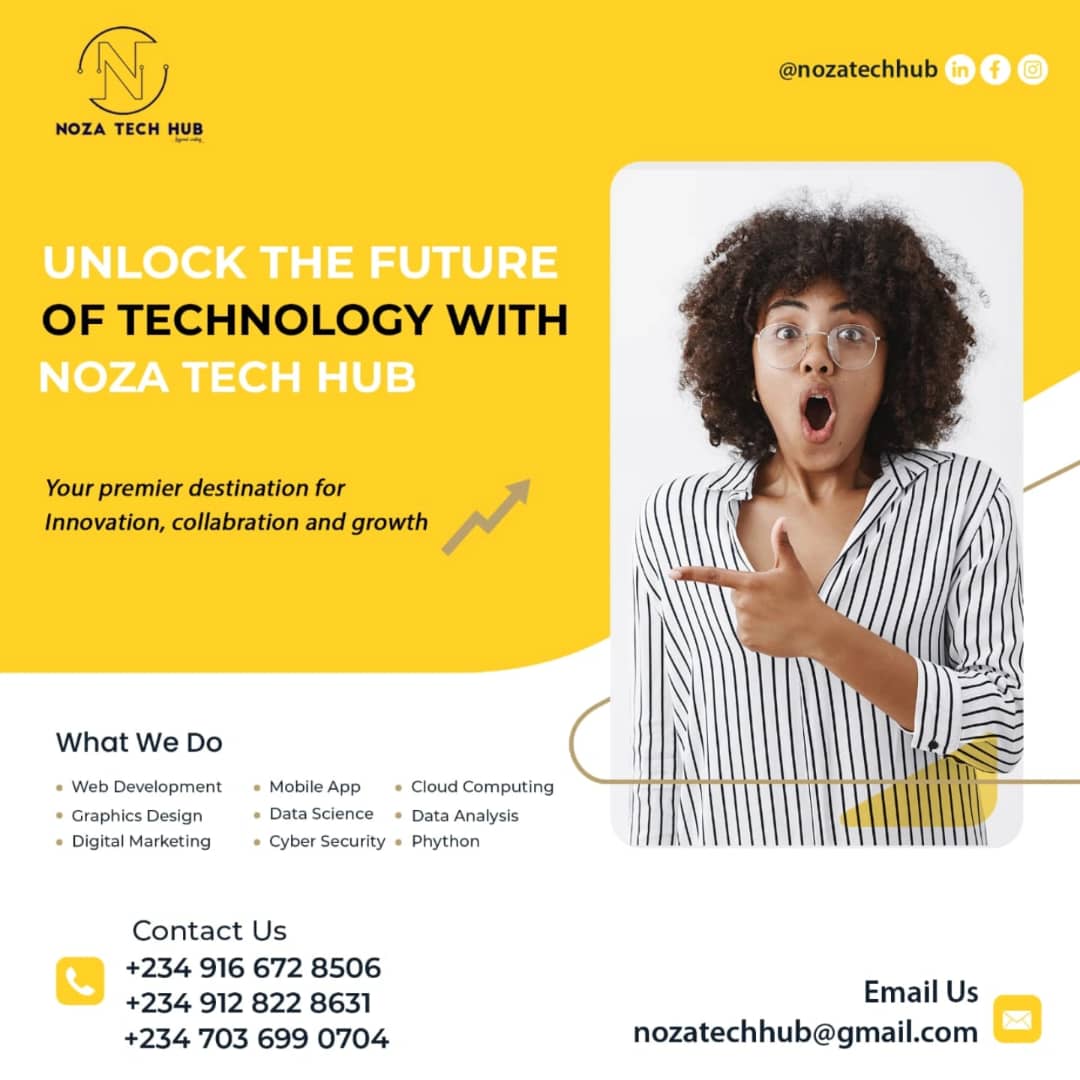 NOZA TECH HUB
@nozatechhub
UNLOCK THE FUTURE
OF TECHNOLOGY WITH
NOZA TECH HUB
Your premier destination for
Innovation, collabration and growth
What We Do
Web Development
Graphics Design
Digital Marketing
Mobile App
Data Science
Cyber Security
Cloud Computing
Data Analysis
Phython
Contact Us
+234 916 672 8506
+234 912 822 8631
+234 703 699 0704
Email Us
nozatechhub@gmail.com